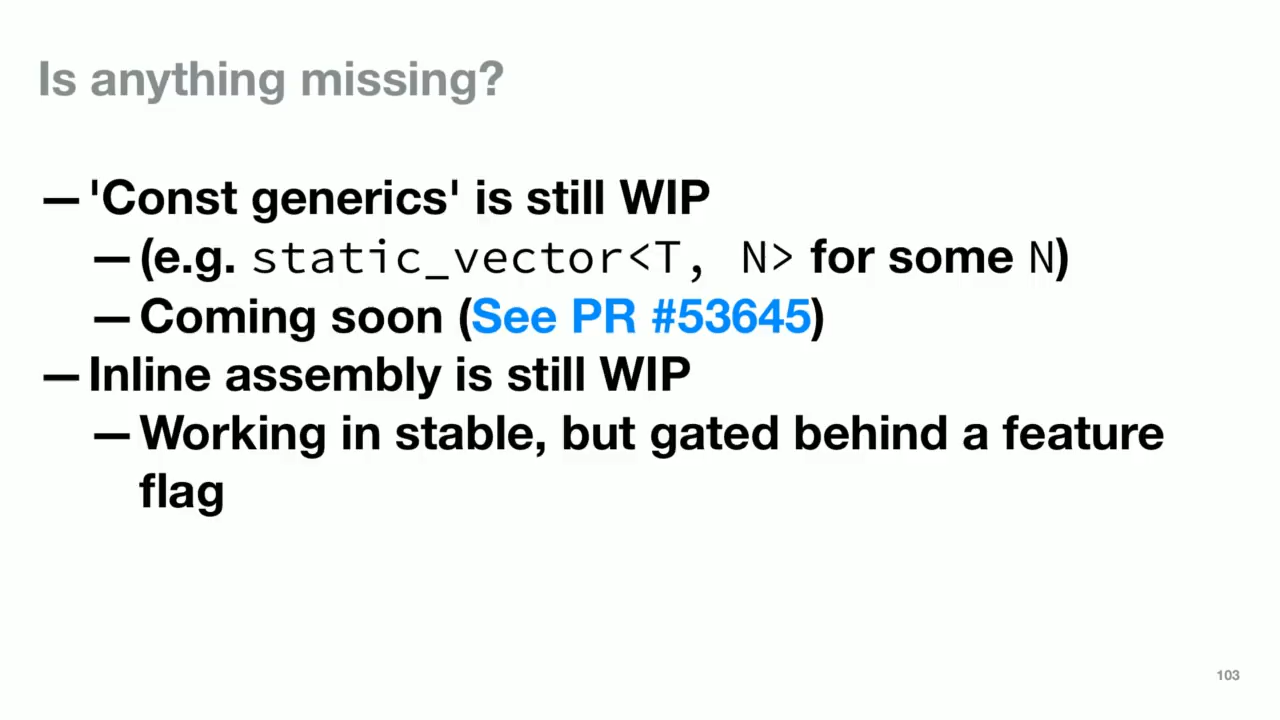 Is anything missing?
—'Const generics' is still WIP
—(e.g. static_vector<T, N> for some N)
—Coming soon (See PR #53645)
—Inline assembly is still WIP
—Working in stable, but gated behind a feature
flag
103